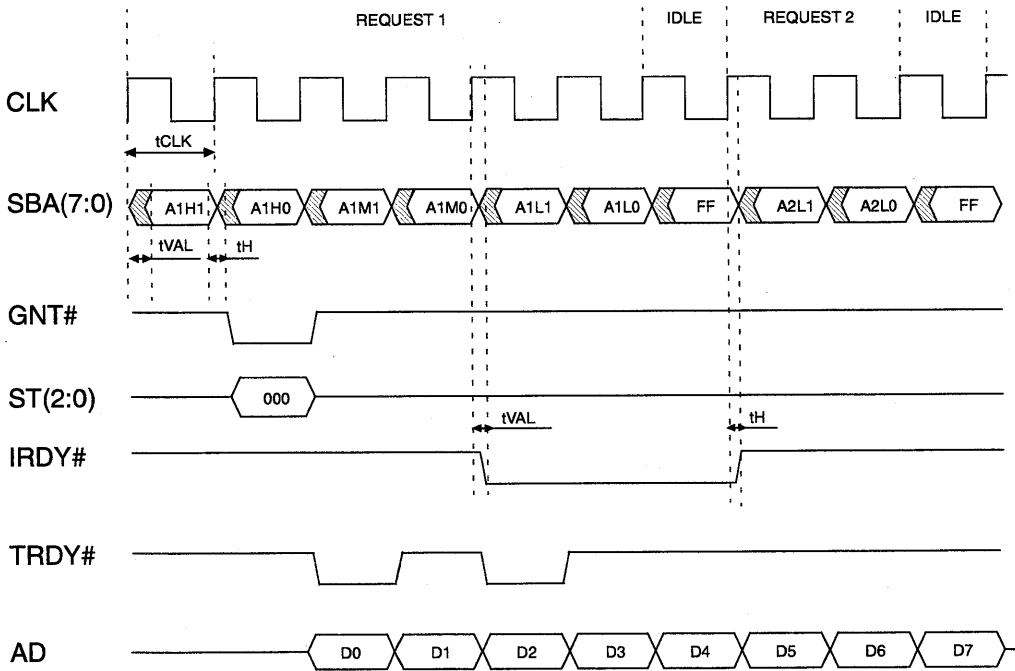 REQUEST 1 IDLE REQUEST 2 IDLE
CLK
tCLK
SBA(7:0) A1H1 A1H0 A1M1 A1M0 A1L1 A1L0 FF A2L1 A2L0 FF
tVAL tH
GNT#
ST(2:0) 000
tVAL tH
IRDY#
TRDY#
AD D0 D1 D2 D3 D4 D5 D6 D7